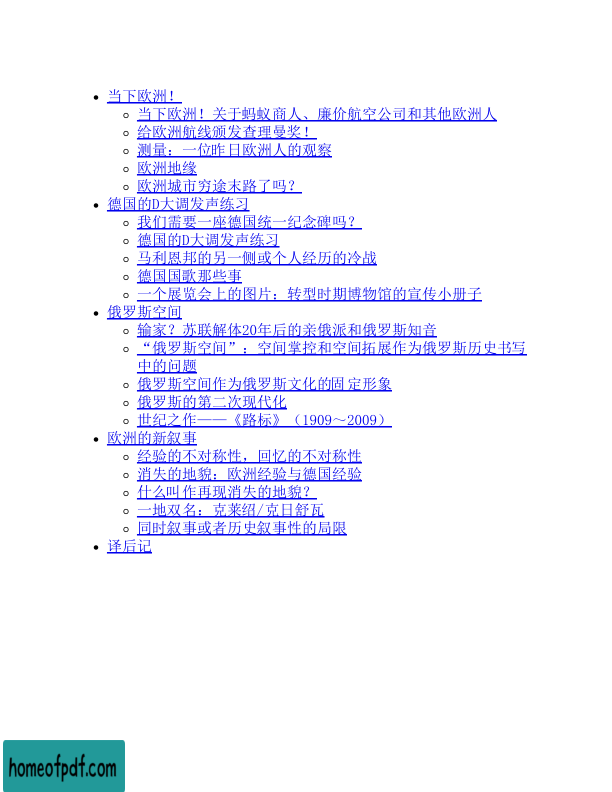 当下欧洲！
当下欧洲！关于蚂蚁商人、廉价航空公司和其他欧洲人
给欧洲航线颁发查理曼奖！
测量：一位昨日欧洲人的观察
欧洲地缘
欧洲城市穷途末路了吗？
德国的D大调发声练习
我们需要一座德国统一纪念碑吗？
德国的D大调发声练习
马利恩邦的另一侧或个人经历的冷战
德国国歌那些事
一个展览会上的图片：转型时期博物馆的宣传小册子
俄罗斯空间
输家？苏联解体20年后的亲俄派和俄罗斯知音
“俄罗斯空间”：空间掌控和空间拓展作为俄罗斯历史书写
中的问题
俄罗斯空间作为俄罗斯文化的固定形象
俄罗斯的第二次现代化
世纪之作——《路标》（1909～2009）
欧洲的新叙事
经验的不对称性，回忆的不对称性
消失的地貌：欧洲经验与德国经验
什么叫作再现消失的地貌？
一地双名：克莱绍/克日舒瓦
同时叙事或者历史叙事性的局限
译后记
homeofpdf.com